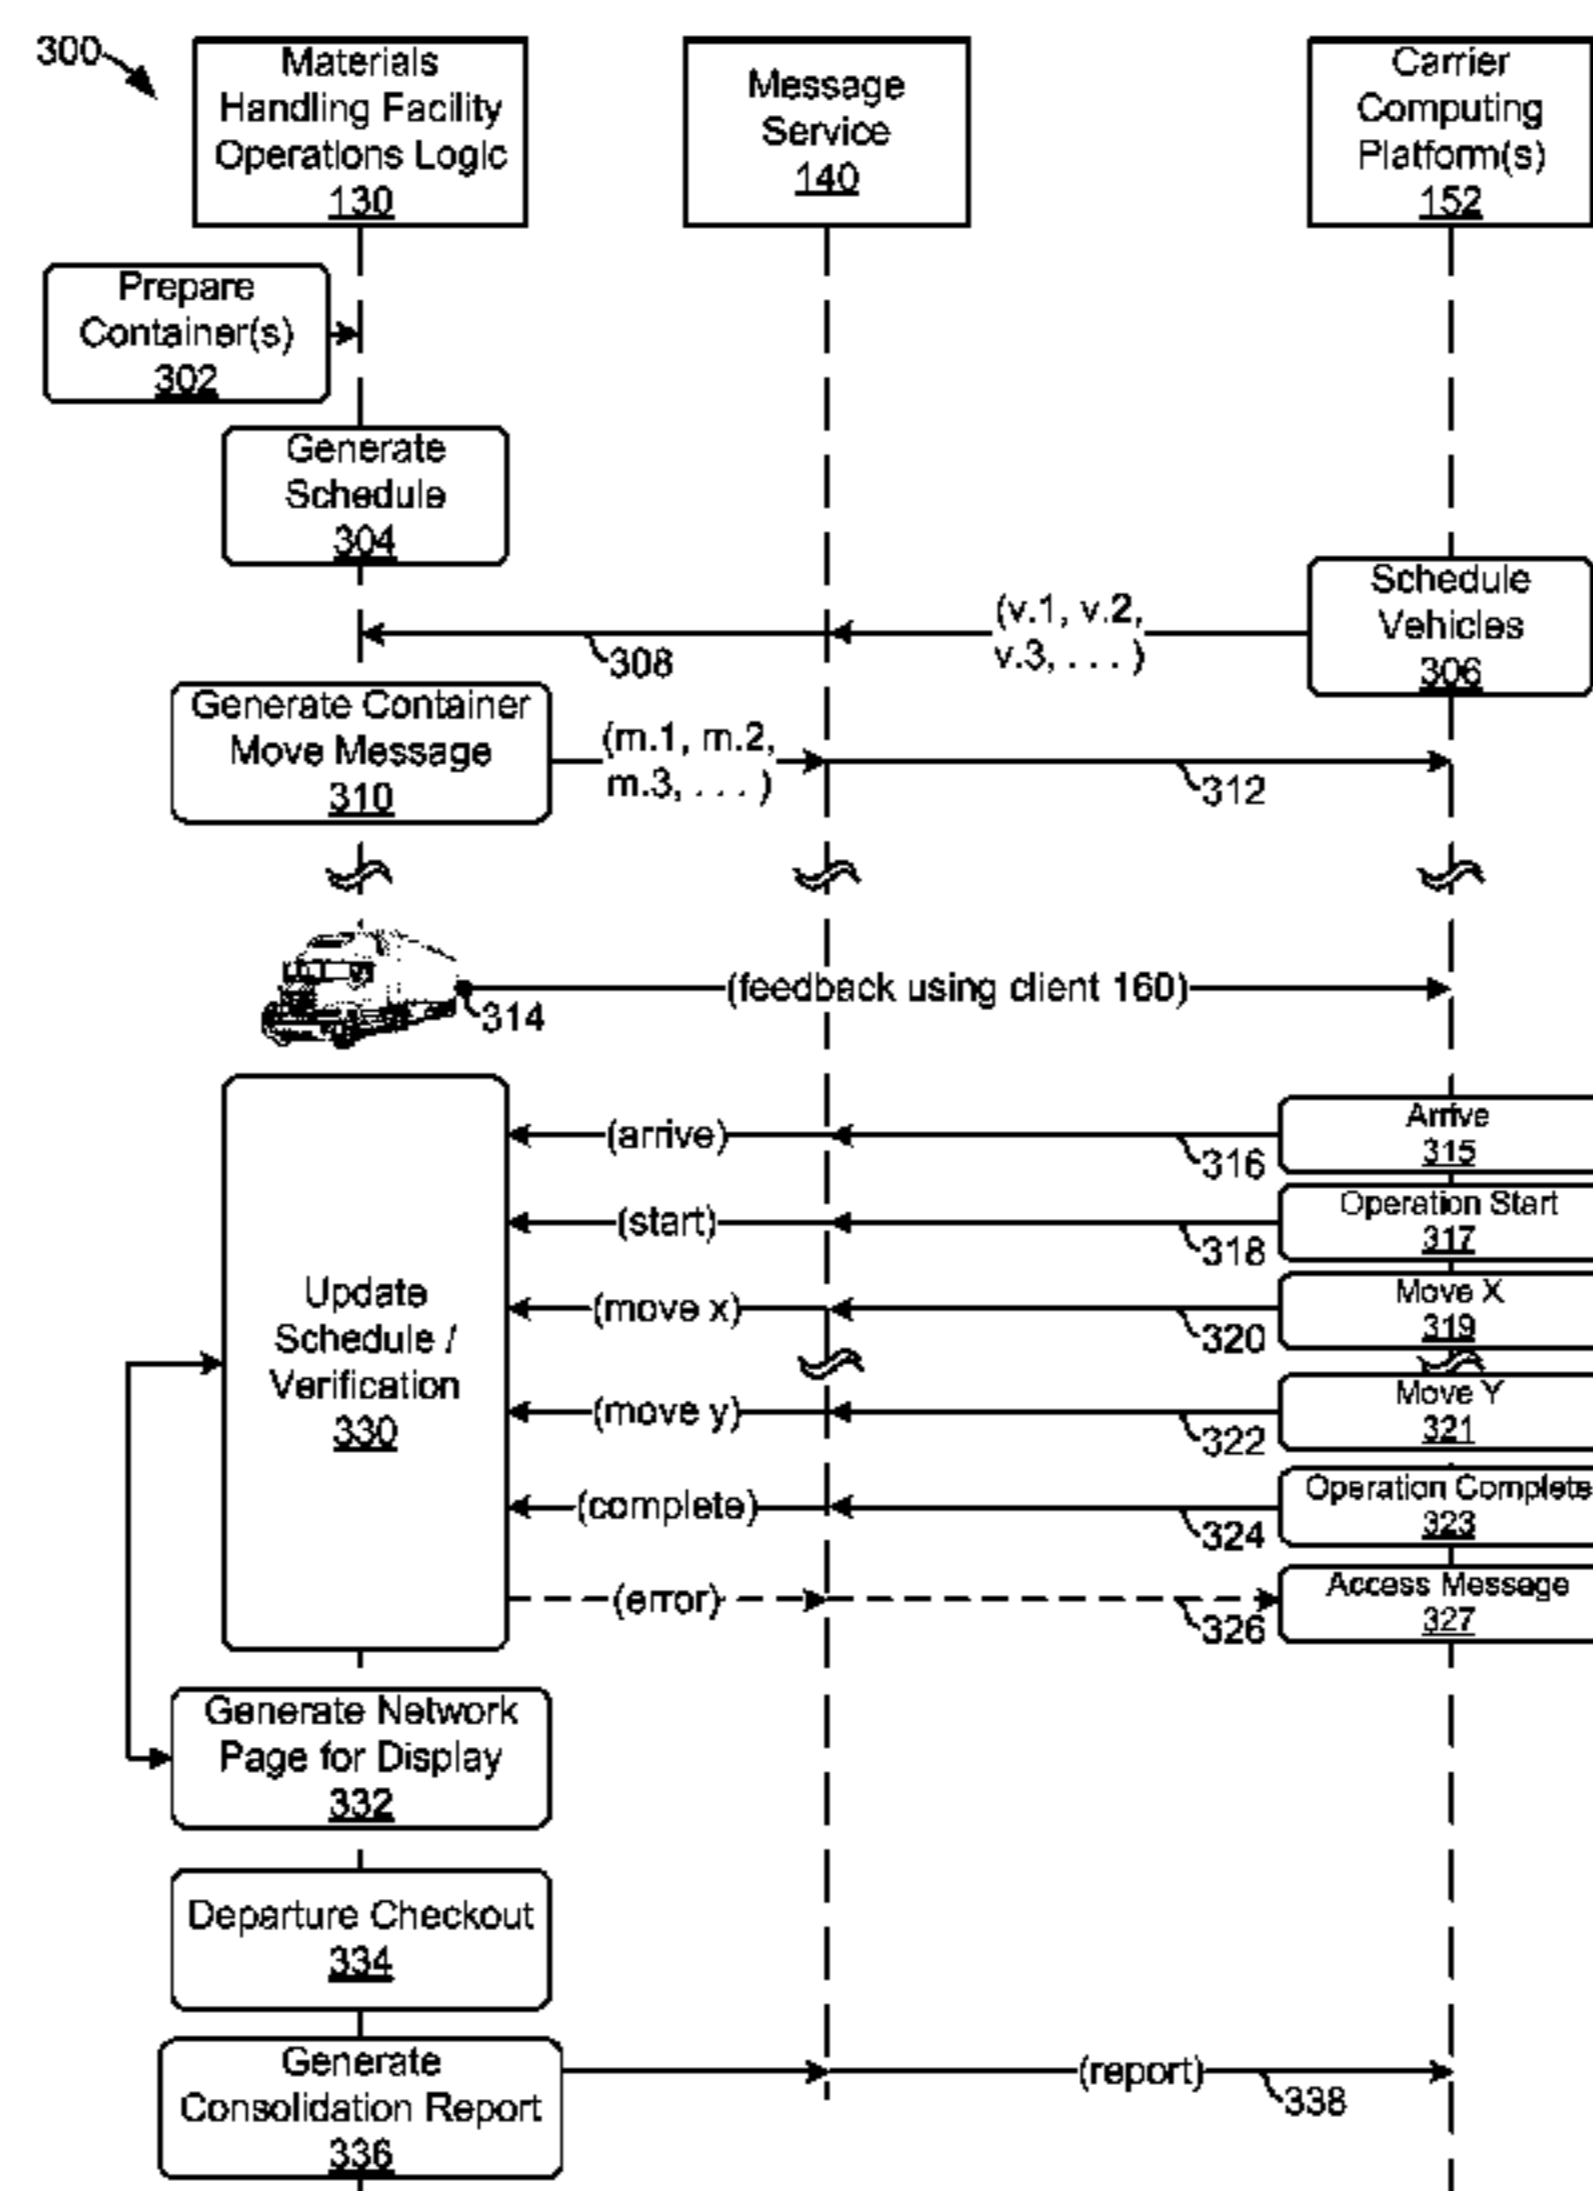 300
Materials
Handling Facility
Operations Logic
130
Message
Service
140
Carrier
Computing
Platform(s)
152
Prepare
Container(s)
302
Generate
Schedule
304
Schedule
Vehicles
306
(v.1, v.2,
v.3, . . . )
308
Generate Container
Move Message
310
(m.1, m.2,
m.3, . . . )
312
(feedback using client 160)
314
Update
Schedule /
Verification
330
(arrive)
316
Arrive
315
(start)
318
Operation Start
317
(move x)
320
Move X
319
(move y)
322
Move Y
321
(complete)
324
Operation Complete
323
(error)
326
Access Message
327
Generate Network
Page for Display
332
Departure Checkout
334
Generate
Consolidation Report
336
(report)
338